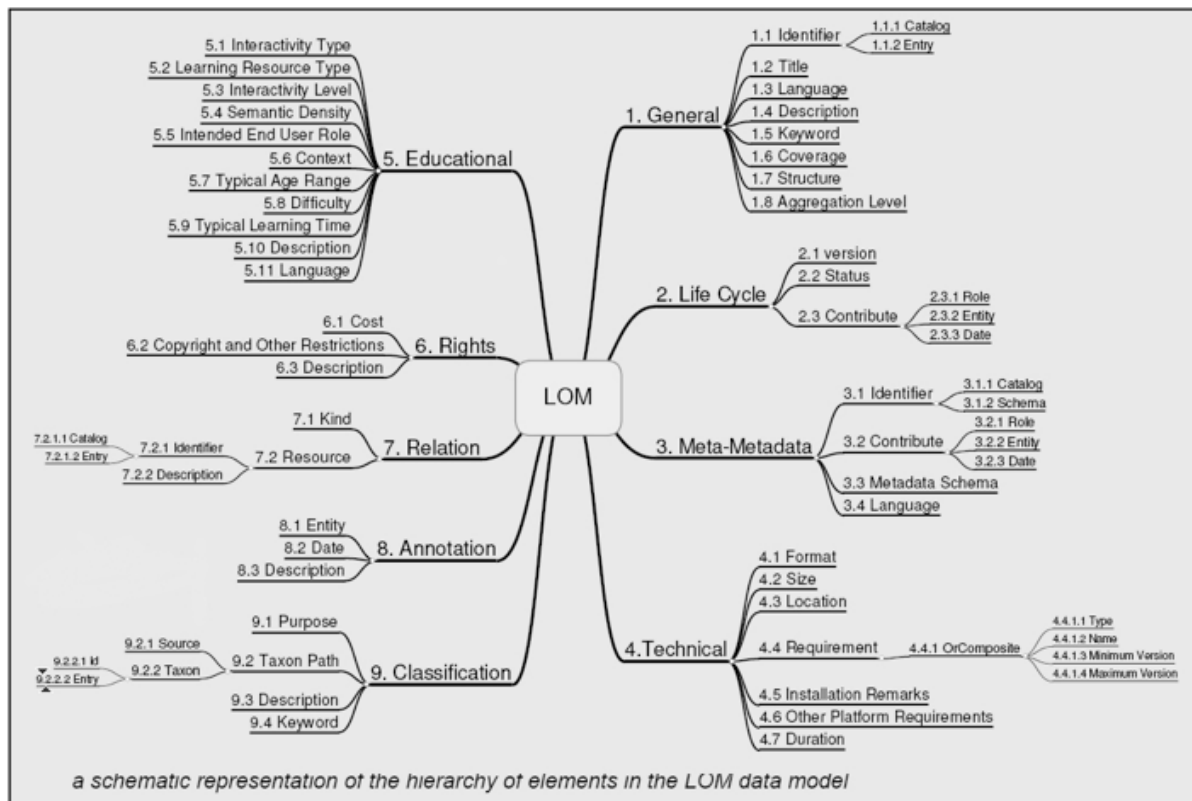 LOM
1. General
1.1 Identifier
1.1.1 Catalog
1.1.2 Entry
1.2 Title
1.3 Language
1.4 Description
1.5 Keyword
1.6 Coverage
1.7 Structure
1.8 Aggregation Level
2. Life Cycle
2.1 version
2.2 Status
2.3 Contribute
2.3.1 Role
2.3.2 Entity
2.3.3 Date
3. Meta-Metadata
3.1 Identifier
3.1.1 Catalog
3.1.2 Schema
3.2 Contribute
3.2.1 Role
3.2.2 Entity
3.2.3 Date
3.3 Metadata Schema
3.4 Language
4.Technical
4.1 Format
4.2 Size
4.3 Location
4.4 Requirement
4.4.1 OrComposite
4.4.1.1 Type
4.4.1.2 Name
4.4.1.3 Minimum Version
4.4.1.4 Maximum Version
4.5 Installation Remarks
4.6 Other Platform Requirements
4.7 Duration
5. Educational
5.1 Interactivity Type
5.2 Learning Resource Type
5.3 Interactivity Level
5.4 Semantic Density
5.5 Intended End User Role
5.6 Context
5.7 Typical Age Range
5.8 Difficulty
5.9 Typical Learning Time
5.10 Description
5.11 Language
6. Rights
6.1 Cost
6.2 Copyright and Other Restrictions
6.3 Description
7. Relation
7.1 Kind
7.2 Resource
7.2.1 Identifier
7.2.1.1 Catalog
7.2.1.2 Entry
7.2.2 Description
8. Annotation
8.1 Entity
8.2 Date
8.3 Description
9. Classification
9.1 Purpose
9.2 Taxon Path
9.2.1 Source
9.2.2 Taxon
9.2.2.1 Id
9.2.2.2 Entry
9.3 Description
9.4 Keyword
a schematic representation of the hierarchy of elements in the LOM data model